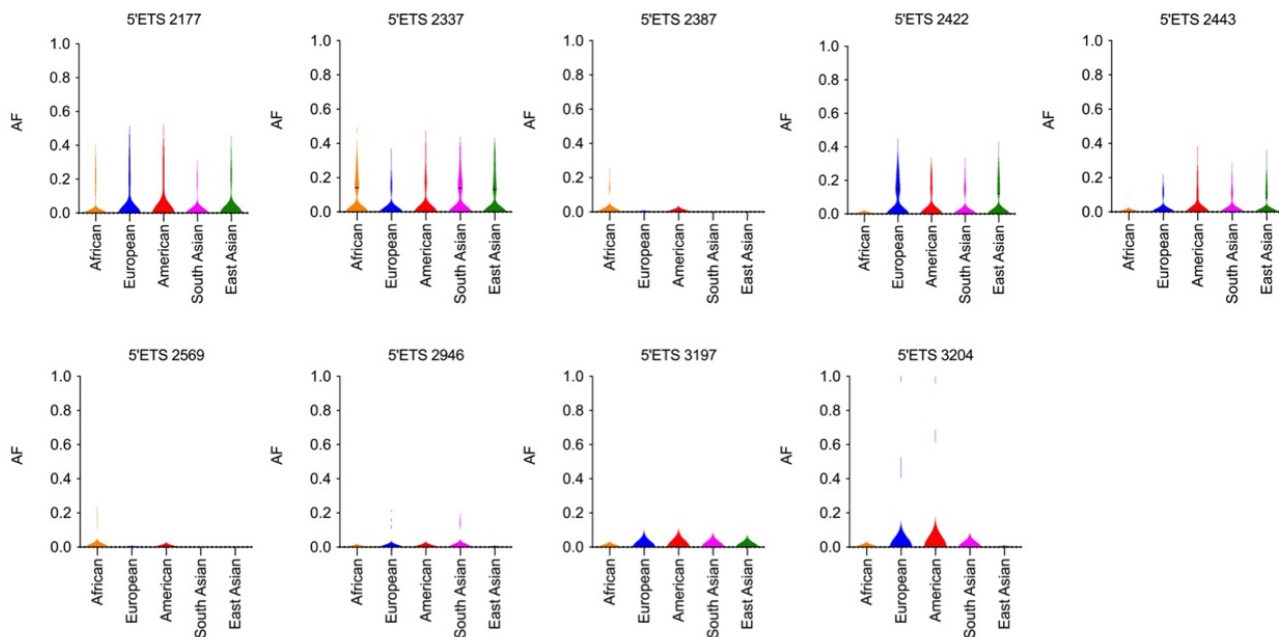 5'ETS 2177
5'ETS 2337
5'ETS 2387
5'ETS 2422
5'ETS 2443
AF
1.0
0.8
0.6
0.4
0.2
0.0
African
European
American
South Asian
East Asian
AF
1.0
0.8
0.6
0.4
0.2
0.0
African
European
American
South Asian
East Asian
AF
1.0
0.8
0.6
0.4
0.2
0.0
African
European
American
South Asian
East Asian
AF
1.0
0.8
0.6
0.4
0.2
0.0
African
European
American
South Asian
East Asian
AF
1.0
0.8
0.6
0.4
0.2
0.0
African
European
American
South Asian
East Asian
5'ETS 2569
5'ETS 2946
5'ETS 3197
5'ETS 3204
AF
1.0
0.8
0.6
0.4
0.2
0.0
African
European
American
South Asian
East Asian
AF
1.0
0.8
0.6
0.4
0.2
0.0
African
European
American
South Asian
East Asian
AF
1.0
0.8
0.6
0.4
0.2
0.0
African
European
American
South Asian
East Asian
AF
1.0
0.8
0.6
0.4
0.2
0.0
African
European
American
South Asian
East Asian